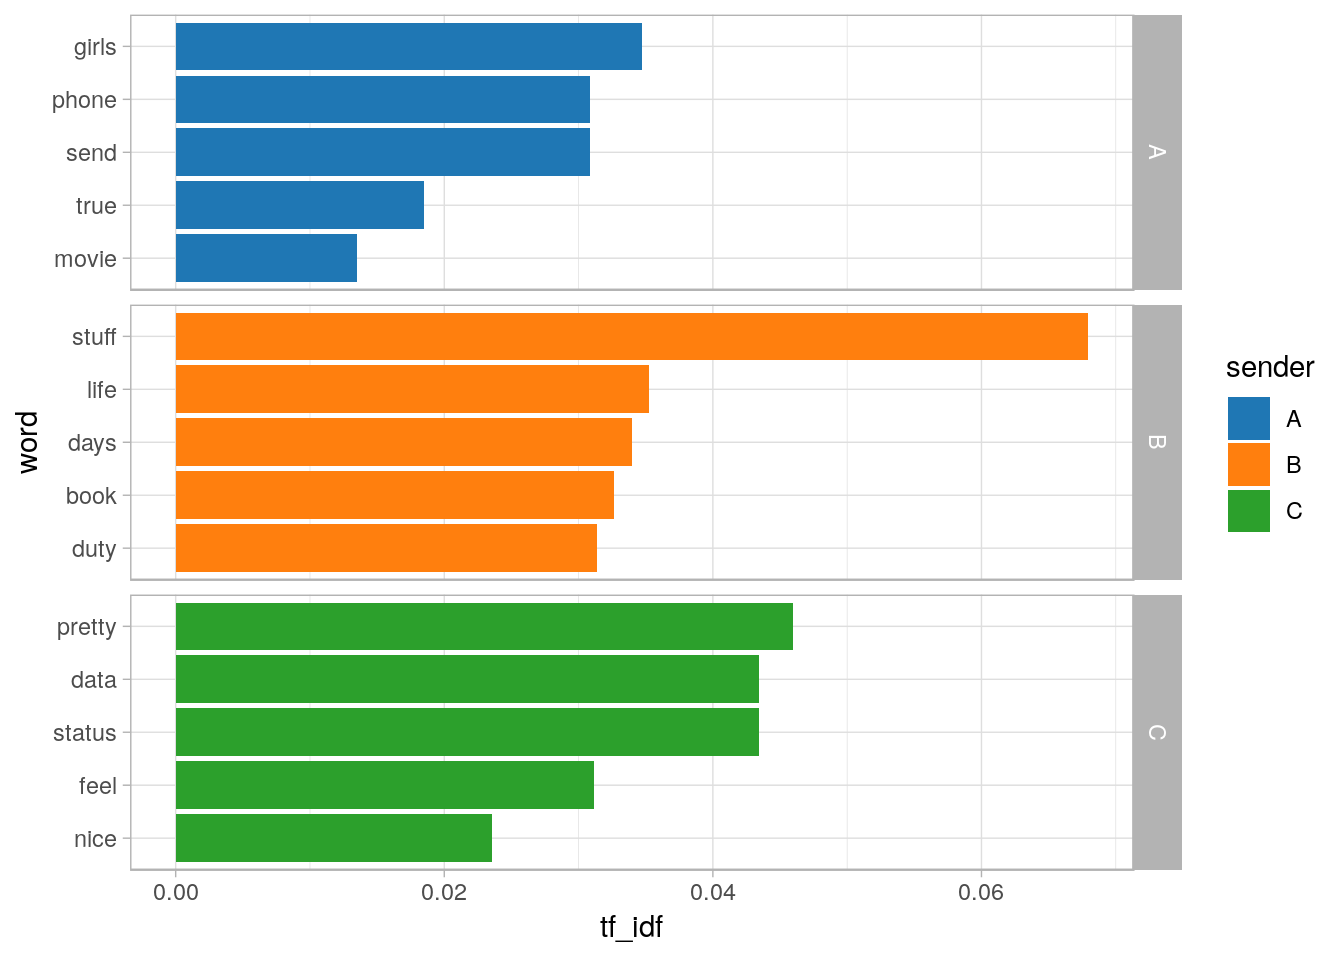 girls
phone
send
true
movie
A
stuff
life
days
book
duty
B
pretty
data
status
feel
nice
C
0.00 0.02 0.04 0.06
tf_idf
word
sender
A
B
C